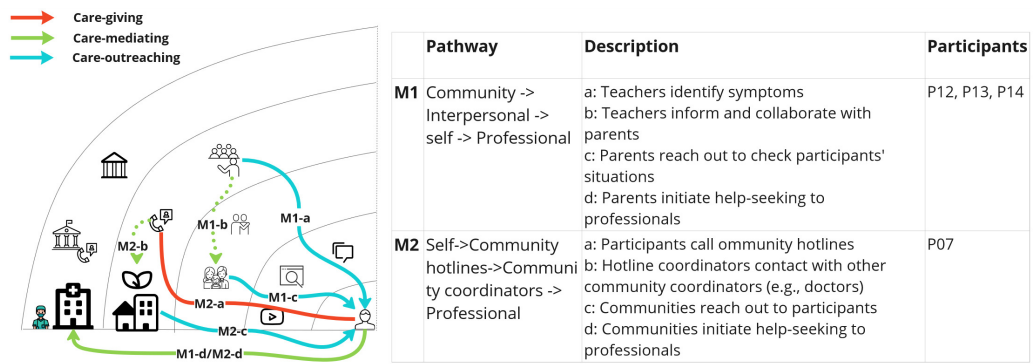 Care-giving
Care-mediating
Care-outreaching
M1-a
M1-b
M2-b
M1-c
M2-a
M2-c
M1-d/M2-d
Pathway Description Participants
M1 Community -> a: Teachers identify symptoms P12, P13, P14
Interpersonal -> b: Teachers inform and collaborate with
self -> Professional parents
c: Parents reach out to check participants'
situations
d: Parents initiate help-seeking to
professionals
M2 Self->Community a: Participants call ommunity hotlines P07
hotlines->Communi b: Hotline coordinators contact with other
ty coordinators -> community coordinators (e.g., doctors)
Professional c: Communities reach out to participants
d: Communities initiate help-seeking to
professionals